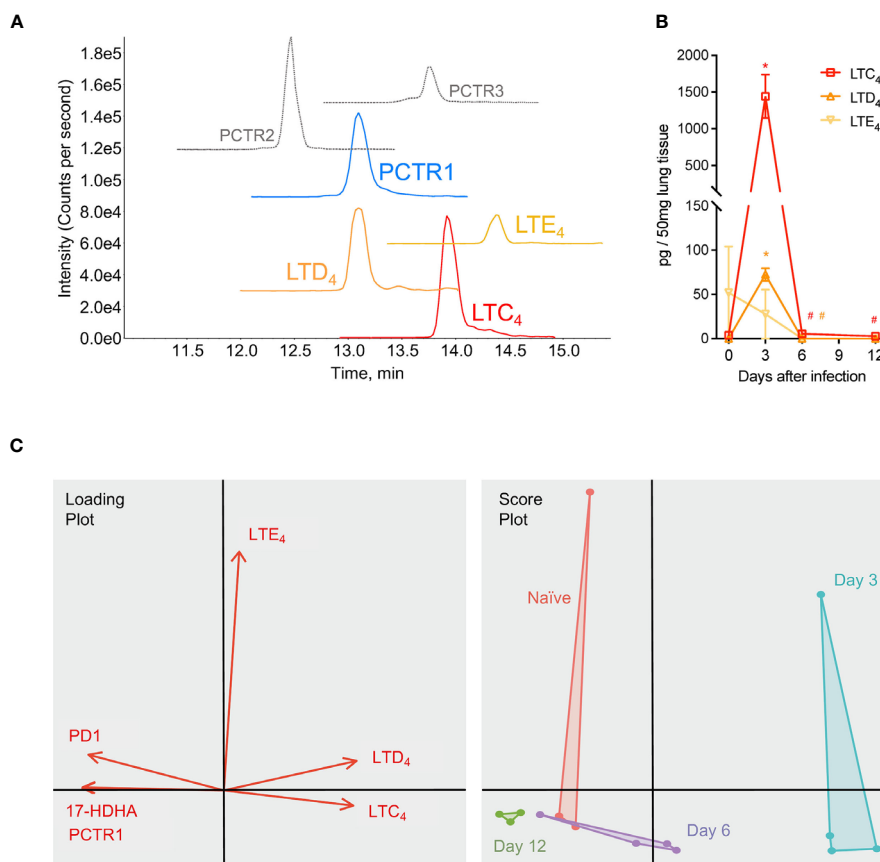 A
Intensity (Counts per second)
1.8e5
1.6e5
1.4e5
1.2e5
1.0e5
8.0e4
6.0e4
4.0e4
2.0e4
0.0e0
PCTR3
PCTR2
PCTR1
LTE4
LTD4
LTC4
11.5 12.0 12.5 13.0 13.5 14.0 14.5 15.0
Time, min
B
pg / 50mg lung tissue
2000
1500
1000
500
150
100
50
0
*
*
# #
#
LTC4
LTD4
LTE4
0 3 6 9 12
Days after infection
C
Loading
Plot
LTE4
PD1
LTD4
17-HDHA
PCTR1
LTC4
Score
Plot
Naïve
Day 3
Day 6
Day 12